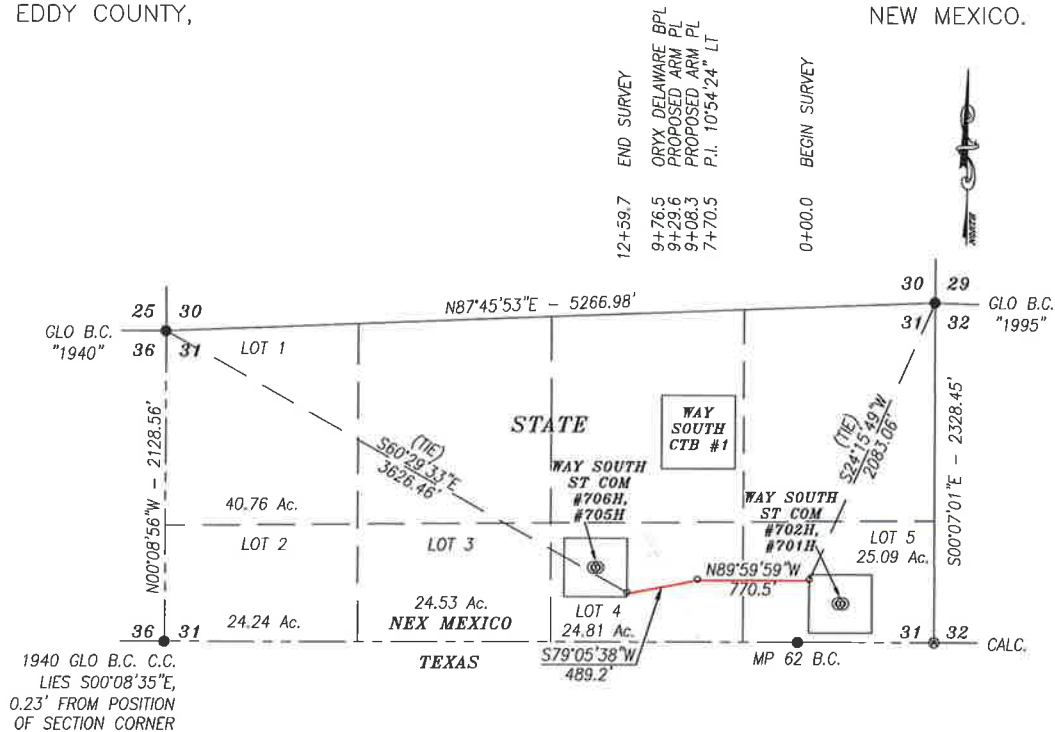 EDDY COUNTY,
NEW MEXICO.
12+59.7 END SURVEY
9+76.5 ORYX DELAWARE BPL
9+29.6 PROPOSED ARM PL
9+08.3 PROPOSED ARM PL
7+70.5 P.I. 10°54'24" LT
0+00.0 BEGIN SURVEY
NORTH
25 30
36 31
GLO B.C.
"1940"
N87°45'53"E - 5266.98'
30 29
31 32
GLO B.C.
"1995"
LOT 1
STATE
WAY
SOUTH
CTB #1
(TIE)
S60°29'33"E
3626.46'
(TIE)
S24°15'49"W
2083.06'
N00°08'56"W - 2128.56'
S00°07'01"E - 2328.45'
WAY SOUTH
ST COM
#706H,
#705H
WAY SOUTH
ST COM
#702H,
#701H
40.76 Ac.
LOT 2
LOT 3
LOT 5
25.09 Ac.
N89°59'59"W
770.5'
24.24 Ac.
24.53 Ac.
NEX MEXICO
LOT 4
24.81 Ac.
36 31
TEXAS
S79°05'38"W
489.2'
MP 62 B.C.
31 32
CALC.
1940 GLO B.C. C.C.
LIES S00°08'35"E,
0.23' FROM POSITION
OF SECTION CORNER